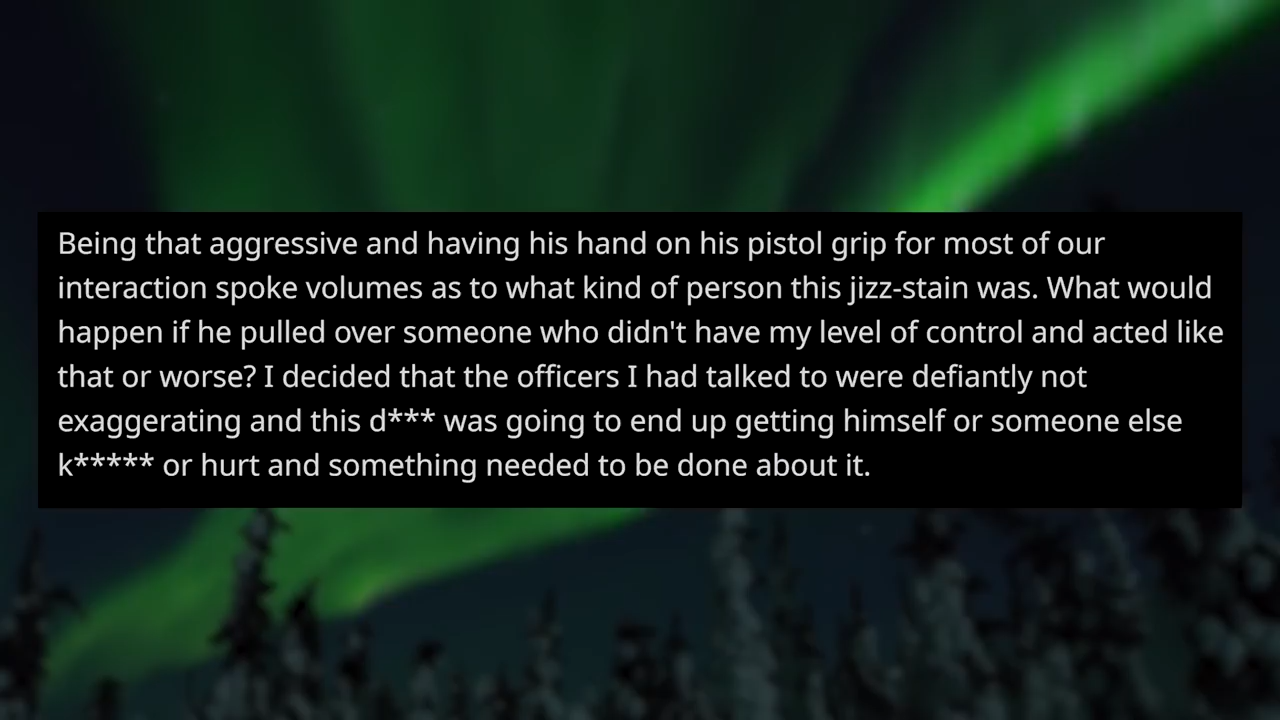 Being that aggressive and having his hand on his pistol grip for most of our
interaction spoke volumes as to what kind of person this jizz-stain was. What would
happen if he pulled over someone who didn't have my level of control and acted like
that or worse? I decided that the officers I had talked to were defiantly not
exaggerating and this d*** was going to end up getting himself or someone else
k***** or hurt and something needed to be done about it.